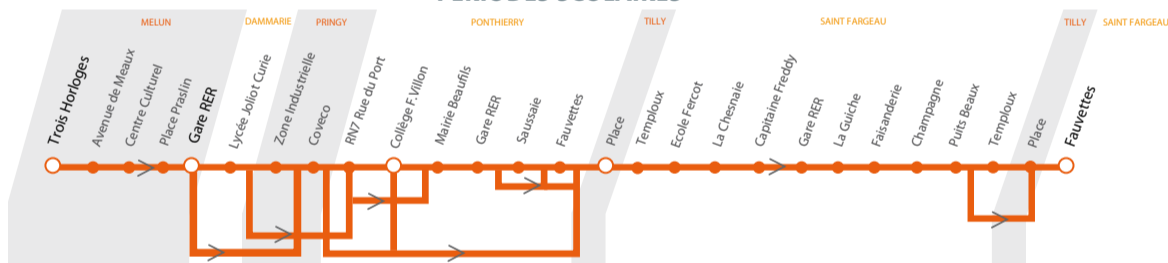 PÉRIODES SCOLAIRES
MELUN
DAMMARIE
PRINGY
PONTHIERRY
TILLY
SAINT FARGEAU
TILLY
SAINT FARGEAU
Trois Horloges
Avenue de Meaux
Centre Culturel
Place Praslin
Gare RER
Lycée Joliot Curie
Zone Industrielle
Coveco
RN7 Rue du Port
Collège F.Villon
Mairie Beaufils
Gare RER
Saussaie
Fauvettes
Place
Temploux
Ecole Fercot
La Chesnaie
Capitaine Freddy
Gare RER
La Guiche
Faisanderie
Champagne
Puits Beaux
Temploux
Place
Fauvettes